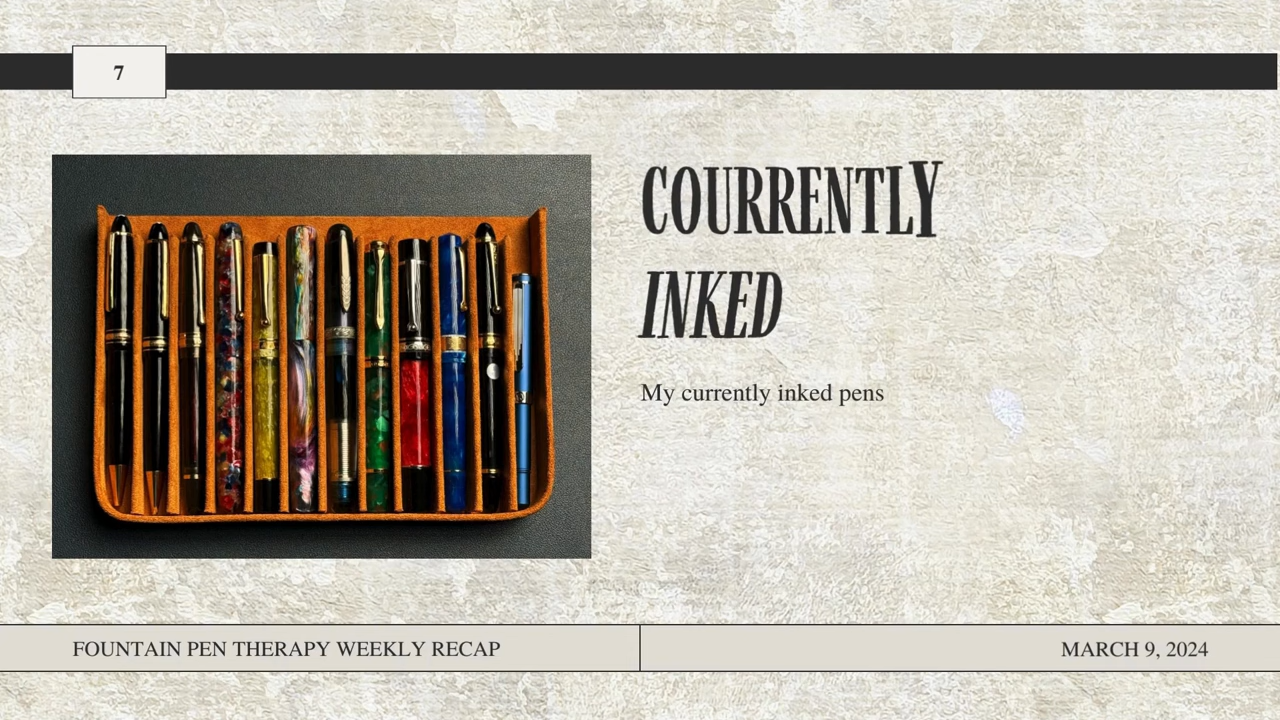 7
COURRENTLY
INKED
My currently inked pens
FOUNTAIN PEN THERAPY WEEKLY RECAP
MARCH 9, 2024